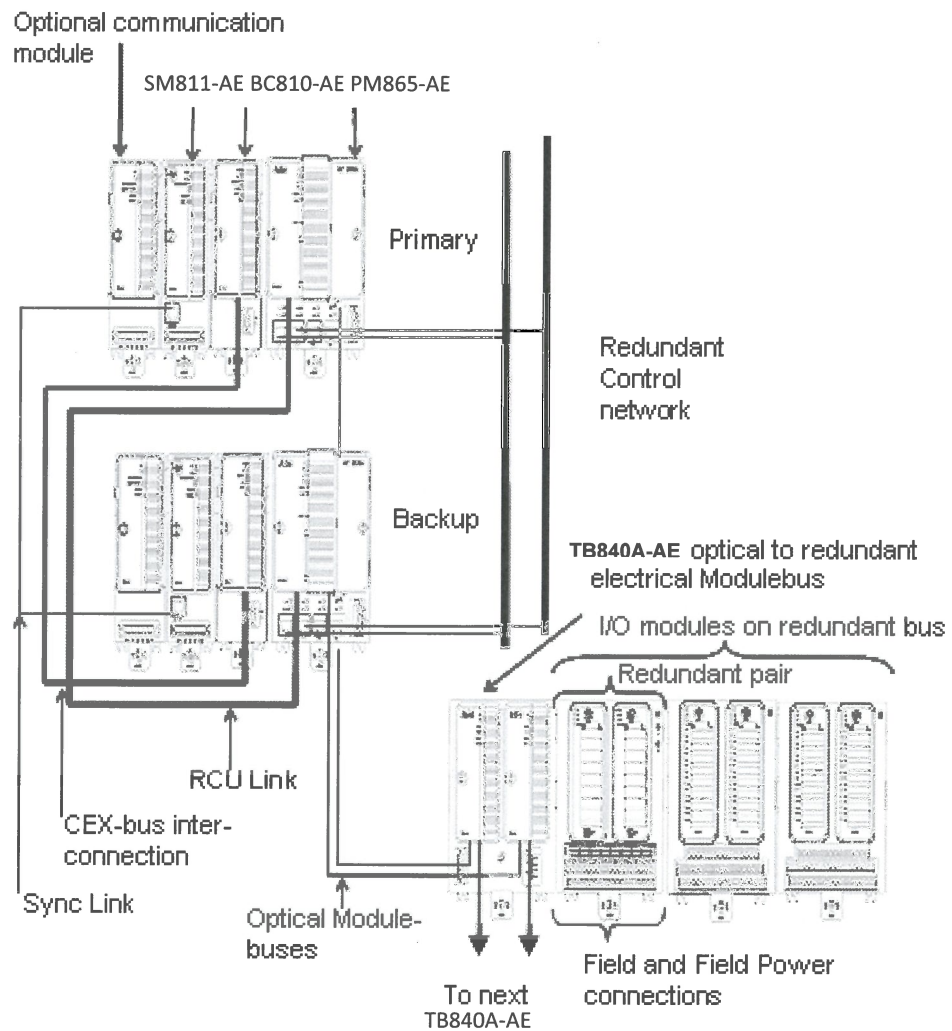 Optional communication
module
SM811-AE BC810-AE PM865-AE
Primary
Redundant
Control
network
Backup
TB840A-AE optical to redundant
electrical Modulebus
I/O modules on redundant bus
Redundant pair
RCU Link
CEX-bus inter-
connection
Sync Link
Optical Module-
buses
Field and Field Power
connections
To next
TB840A-AE